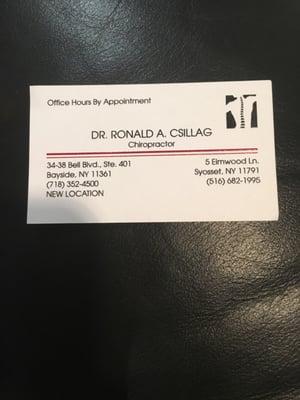 Office Hours By Appointment
DR. RONALD A. CSILLAG
Chiropractor
34-38 Bell Blvd., Ste. 401
Bayside, NY 11361
(718) 352-4500
NEW LOCATION
5 Elmwood Ln.
Syosset, NY 11791
(516) 682-1995